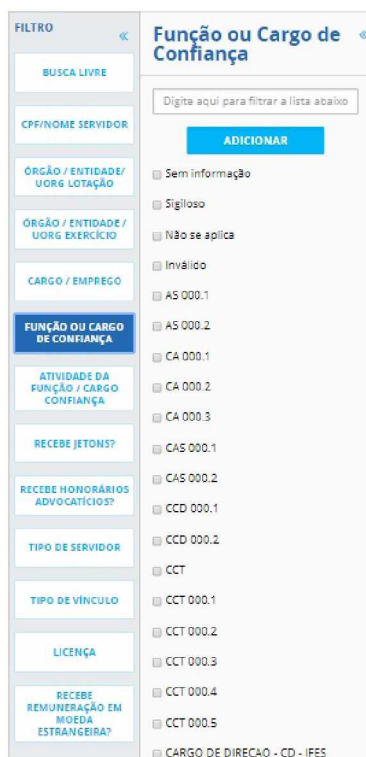 FILTRO
«
BUSCA LIVRE
CPF/NOME SERVIDOR
ÓRGÃO / ENTIDADE/
UORG LOTAÇÃO
ÓRGÃO / ENTIDADE /
UORG EXERCÍCIO
CARGO / EMPREGO
FUNÇÃO OU CARGO
DE CONFIANÇA
ATIVIDADE DA
FUNÇÃO / CARGO
CONFIANÇA
RECEBE JETONS?
RECEBE HONORÁRIOS
ADVOCATÍCIOS?
TIPO DE SERVIDOR
TIPO DE VÍNCULO
LICENÇA
RECEBE
REMUNERAÇÃO EM
MOEDA
ESTRANGEIRA?
Função ou Cargo de «
Confiança
Digite aqui para filtrar a lista abaixo
ADICIONAR
Sem informação
Sigiloso
Não se aplica
Inválido
AS 000.1
AS 000.2
CA 000.1
CA 000.2
CA 000.3
CAS 000.1
CAS 000.2
CCD 000.1
CCD 000.2
CCT
CCT 000.1
CCT 000.2
CCT 000.3
CCT 000.4
CCT 000.5
CARGO DE DIRECAO - CD - IFES